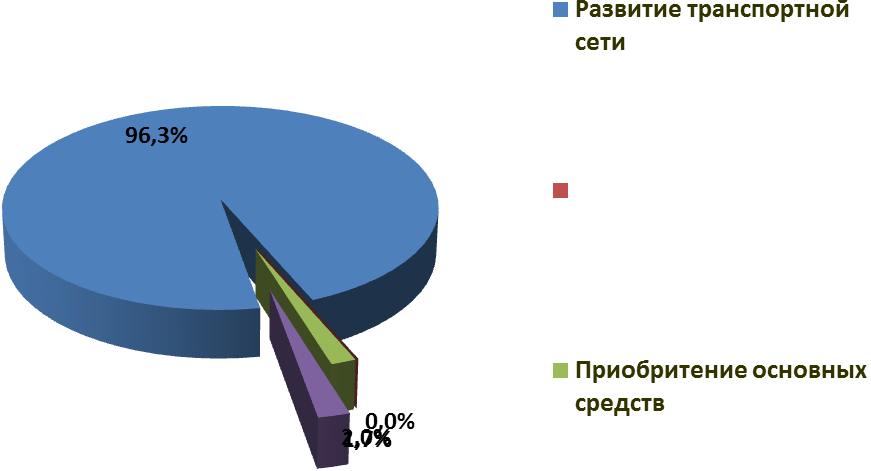 Развитие транспортной
сети
96,3%
Приобритение основных
средств
0,0%